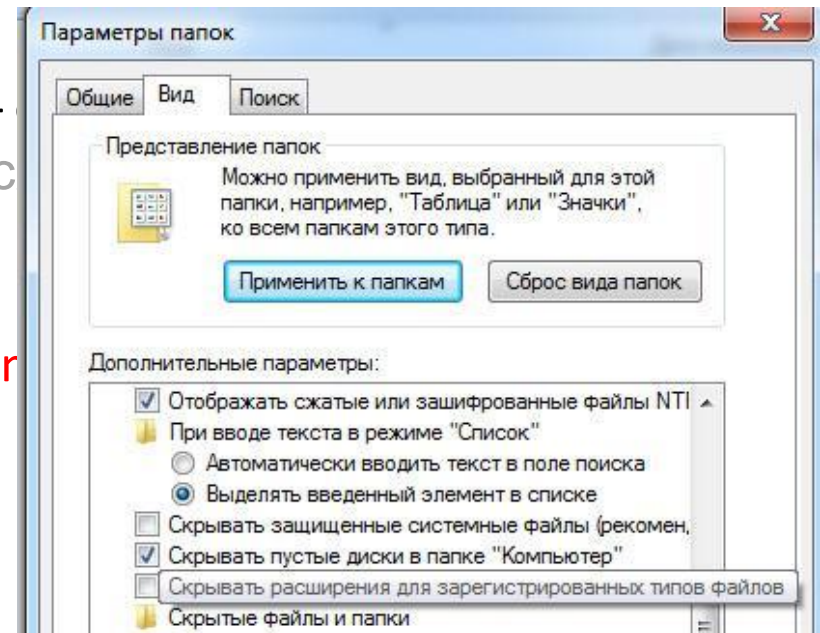 Параметры папок
Общие Вид Поиск
Представление папок
Можно применить вид, выбранный для этой
папки, например, "Таблица" или "Значки",
ко всем папкам этого типа.
Применить к папкам Сброс вида папок
Дополнительные параметры:
Отображать сжатые или зашифрованные файлы NTI
При вводе текста в режиме "Список"
Автоматически вводить текст в поле поиска
Выделять введенный элемент в списке
Скрывать защищенные системные файлы (рекомен,
Скрывать пустые диски в папке "Компьютер"
Скрывать расширения для зарегистрированных типов файлов
Скрытые файлы и папки